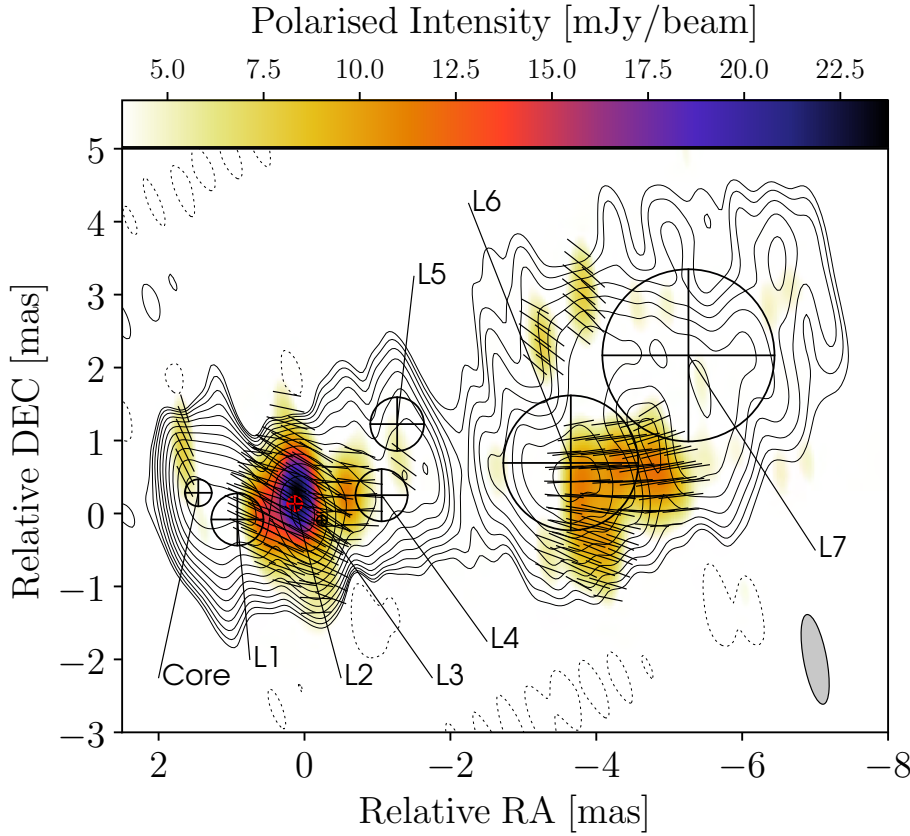 Polarised Intensity [mJy/beam]
5.0 7.5 10.0 12.5 15.0 17.5 20.0 22.5
5
4
3
2
1
0
−1
−2
−3
Relative DEC [mas]
L6
L5
L7
L4
L1
Core
L2
L3
2 0 −2 −4 −6 −8
Relative RA [mas]